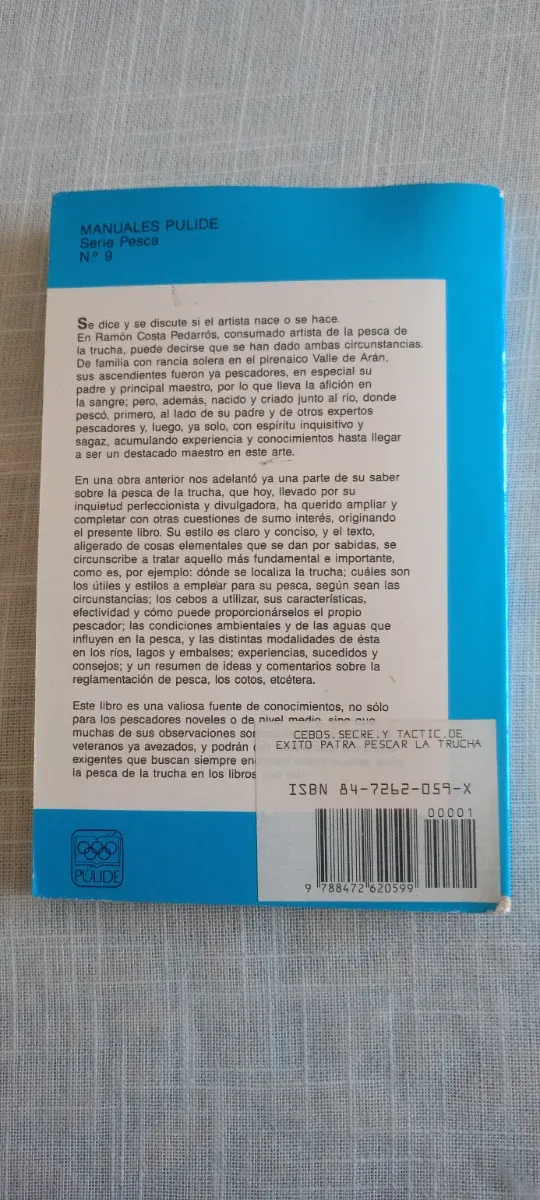 MANUALES PULIDE
Serie Pesca
N.º 9
Se dice y se discute si el artista nace o se hace.
En Ramón Costa Pedarrós, consumado artista de la pesca de
la trucha, puede decirse que se han dado ambas circunstancias.
De familia con rancia solera en el pirenaico Valle de Arán,
sus ascendientes fueron ya pescadores, en especial su
padre y principal maestro, por lo que lleva la afición en
la sangre; pero, además, nacido y criado junto al río, donde
pescó, primero, al lado de su padre y de otros expertos
pescadores y, luego, ya solo, con espíritu inquisitivo y
sagaz, acumulando experiencia y conocimientos hasta llegar
a ser un destacado maestro en este arte.
En una obra anterior nos adelantó ya una parte de su saber
sobre la pesca de la trucha, que hoy, llevado por su
inquietud perfeccionista y divulgadora, ha querido ampliar y
completar con otras cuestiones de sumo interés, originando
el presente libro. Su estilo es claro y conciso, y el texto,
aligerado de cosas elementales que se dan por sabidas, se
circunscribe a tratar aquello más fundamental e importante,
como es, por ejemplo: dónde se localiza la trucha; cuáles son
los útiles y estilos a emplear para su pesca, según sean las
circunstancias; los cebos a utilizar, sus características,
efectividad y cómo puede proporcionárselos el propio
pescador; las condiciones ambientales y de las aguas que
influyen en la pesca, y las distintas modalidades de ésta
en los ríos, lagos y embalses; experiencias, sucedidos y
consejos; y un resumen de ideas y comentarios sobre la
reglamentación de pesca, los cotos, etcétera.
Este libro es una valiosa fuente de conocimientos, no sólo
para los pescadores noveles o de nivel medio, sino que
muchas de sus observaciones
veteranos ya avezados, y podrán
exigentes que buscan siempre
la pesca de la trucha en los libros
CEBOS.SECRE.Y TACTIC.DE
EXITO PATRA PESCAR LA TRUCHA
ISBN 84-7262-059-X
00001
9 788472 620599
PULIDE